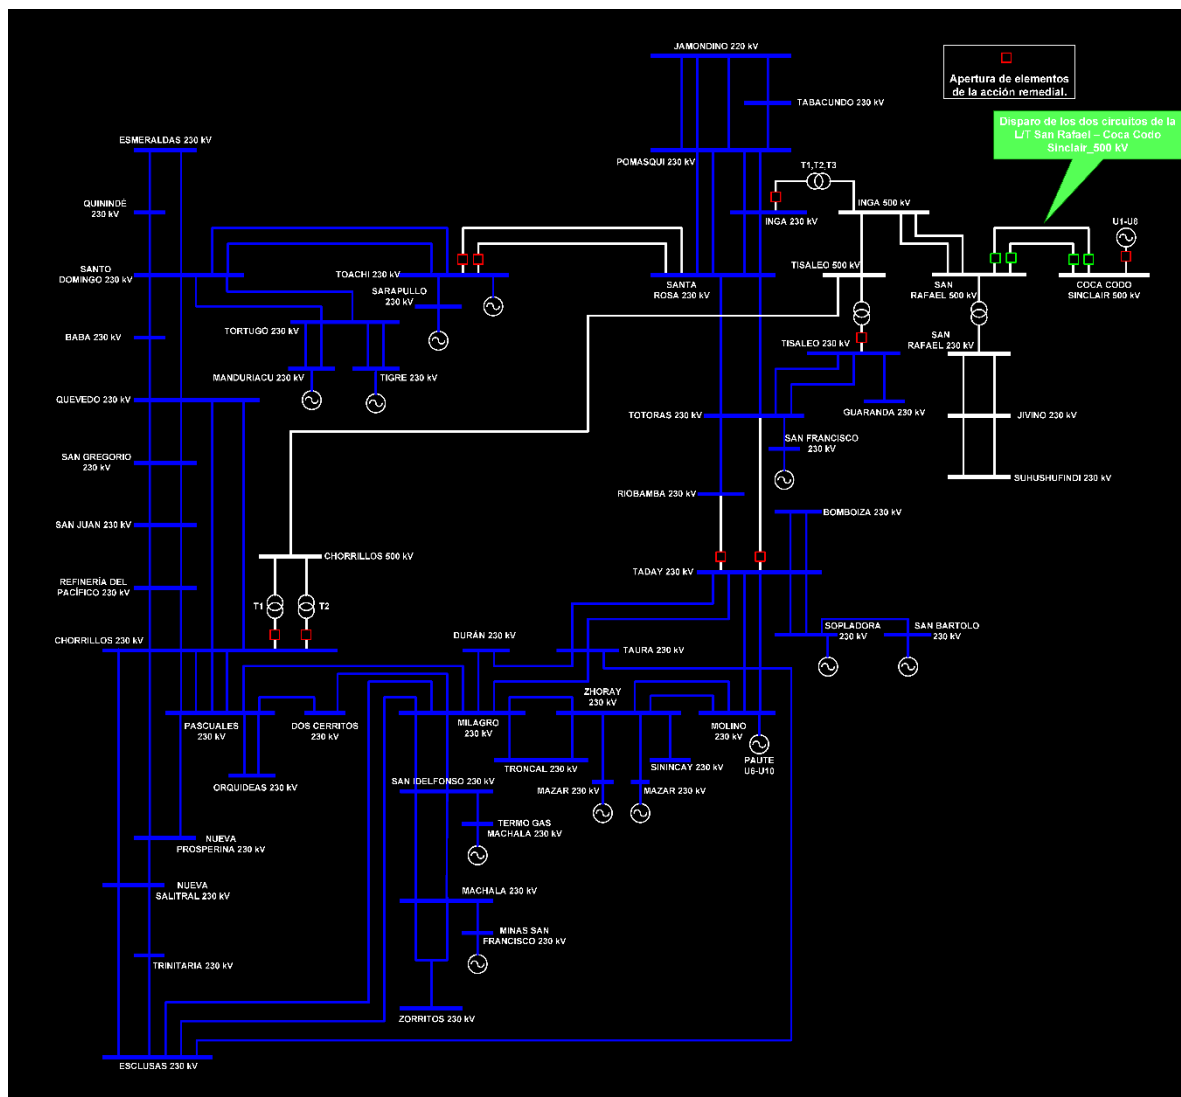 JAMONDINO 220 kV
Apertura de elementos
de la acción remedial.
TABACUNDO 230 kV
Disparo de los dos circuitos de la
L/T San Rafael – Coca Codo
Sinclair_500 kV
ESMERALDAS 230 kV
POMASQUI 230 kV
T1,T2,T3
QUININDÉ
230 kV
INGA 230 kV
INGA 500 kV
U1-U8
SANTO
DOMINGO 230 kV
TOACHI 230 kV
SARAPULLO
230 kV
SANTA
ROSA 230 kV
TISALEO 500 kV
SAN
RAFAEL 500 kV
COCA CODO
SINCLAIR 500 kV
BABA 230 kV
TORTUGO 230 kV
TISALEO 230 kV
SAN
RAFAEL 230 kV
MANDURIACU 230 kV
TIGRE 230 kV
QUEVEDO 230 kV
TOTORAS 230 kV
GUARANDA 230 kV
JIVINO 230 kV
SAN GREGORIO
230 kV
SAN FRANCISCO
230 kV
SUHUSHUFINDI 230 kV
RIOBAMBA 230 kV
BOMBOIZA 230 kV
SAN JUAN 230 kV
CHORRILLOS 500 kV
TADAY 230 kV
REFINERÍA DEL
PACÍFICO 230 kV
T1
T2
CHORRILLOS 230 kV
DURÁN 230 kV
TAURA 230 kV
SOPLADORA
230 kV
SAN BARTOLO
230 kV
PASCUALES
230 kV
DOS CERRITOS
230 kV
MILAGRO
230 kV
ZHORAY
230 kV
MOLINO
230 kV
TRONCAL 230 kV
SININCAY 230 kV
PAUTE
U6-U10
ORQUIDEAS 230 kV
SAN IDELFONSO 230 kV
MAZAR 230 kV
MAZAR 230 kV
TERMO GAS
MACHALA 230 kV
NUEVA
PROSPERINA 230 kV
NUEVA
SALITRAL 230 kV
MACHALA 230 kV
MINAS SAN
FRANCISCO 230 kV
TRINITARIA 230 kV
ZORRITOS 230 kV
ESCLUSAS 230 kV